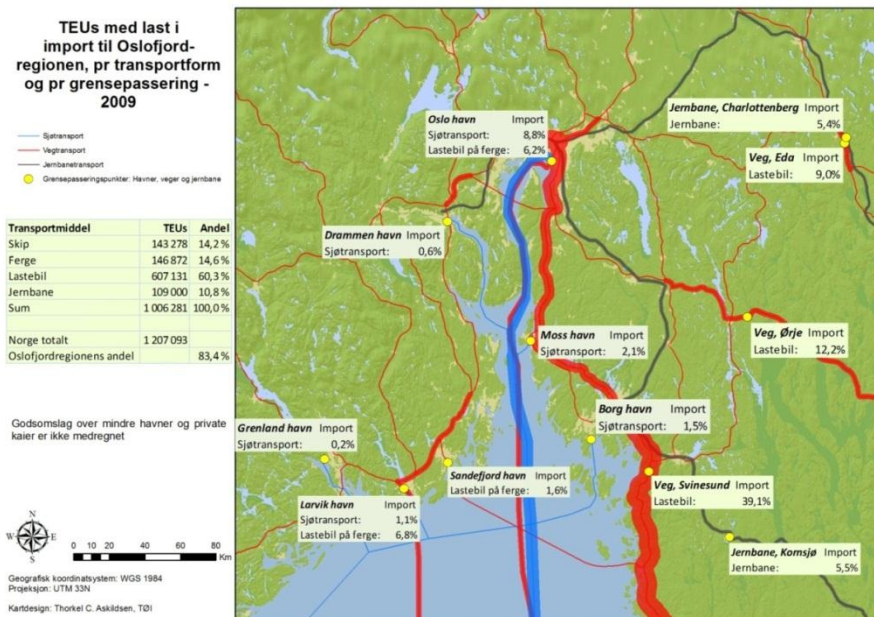 TEUs med last i
import til Oslofjord-
regionen, pr transportform
og pr grensepassering -
2009
Sjøtransport
Vegtransport
Jernbanetransport
Grensepasseringspunkter: Havner, veger og jernbane
Transportmiddel TEUs Andel
Skip 143 278 14,2 %
Ferge 146 872 14,6 %
Lastebil 607 131 60,3 %
Jernbane 109 000 10,8 %
Sum 1 006 281 100,0 %
Norge totalt 1 207 093
Oslofjordregionens andel 83,4 %
Godsomslag over mindre havner og private
kaier er ikke medregnet
N
W E
S
0 10 20 40 60 80
Km
Geografisk koordinatsystem: WGS 1984
Projeksjon: UTM 33N
Kartdesign: Thorkel C. Askildsen, TØI
Oslo havn Import
Sjøtransport: 8,8%
Lastebil på ferge: 6,2%
Jernbane, Charlottenberg Import
Jernbane: 5,4%
Veg, Eda Import
Lastebil: 9,0%
Drammen havn Import
Sjøtransport: 0,6%
Moss havn Import
Sjøtransport: 2,1%
Veg, Ørje Import
Lastebil: 12,2%
Borg havn Import
Sjøtransport: 1,5%
Grenland havn Import
Sjøtransport: 0,2%
Sandefjord havn Import
Lastebil på ferge: 1,6%
Veg, Svinesund Import
Lastebil: 39,1%
Larvik havn Import
Sjøtransport: 1,1%
Lastebil på ferge: 6,8%
Jernbane, Kornsjø Import
Jernbane: 5,5%